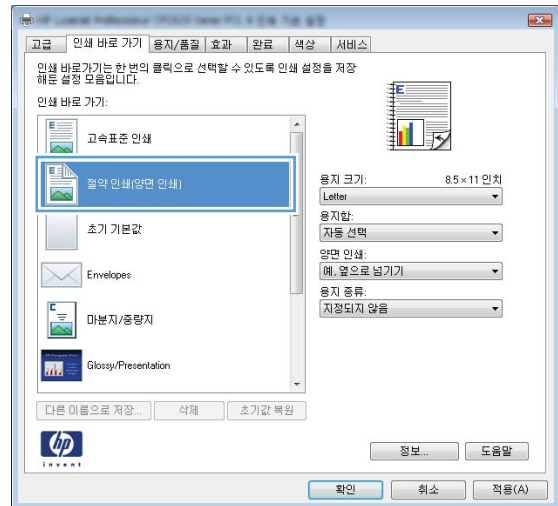 고급 인쇄 바로 가기 용지/품질 효과 완료 색상 서비스
인쇄 바로가기는 한 번의 클릭으로 선택할 수 있도록 인쇄 설정을 저장
해둔 설정 모음입니다.
인쇄 바로 가기:
고속표준 인쇄
절약 인쇄(양면 인쇄)
초기 기본값
Envelopes
마분지/중량지
Glossy/Presentation
다른 이름으로 저장... 삭제 초기값 복원
용지 크기: 8.5×11 인치
Letter
용지함:
자동 선택
양면 인쇄:
예, 옆으로 넘기기
용지 종류:
지정되지 않음
hp
invent
정보... 도움말
확인 취소 적용(A)